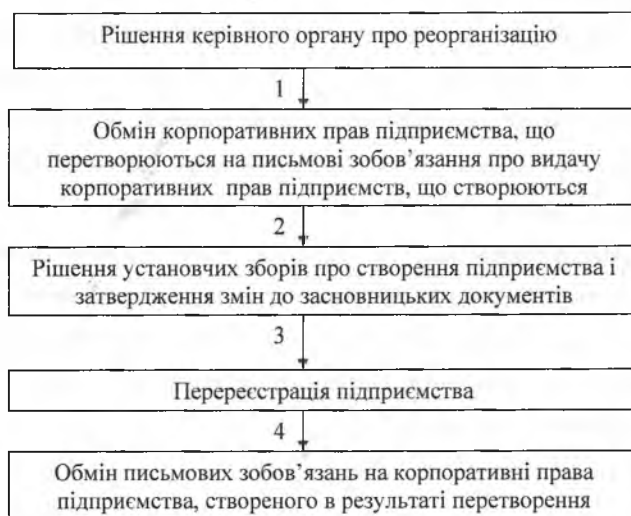 Рішення керівного органу про реорганізацію
1
Обмін корпоративних прав підприємства, що
перетворюються на письмові зобов’язання про видачу
корпоративних прав підприємств, що створюються
2
Рішення установчих зборів про створення підприємства і
затвердження змін до засновницьких документів
3
Перереєстрація підприємства
4
Обмін письмових зобов’язань на корпоративні права
підприємства, створеного в результаті перетворення